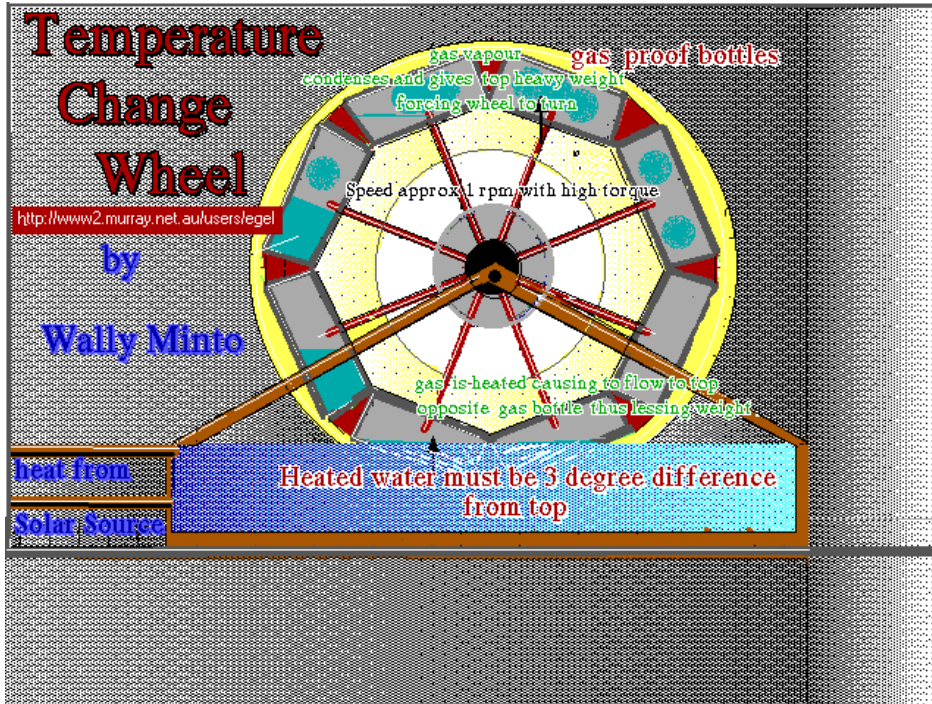 Temperature
Change
Wheel
http://www2.murray.net.au/users/egel
by
Wally Minto
gas vapour
condenses and gives top heavy weight
forcing wheel to turn
gas proof bottles
Speed approx 1 rpm with high torque
gas is heated causing to flow to top
opposite gas bottle thus lessing weight
heat from
Solar Source
Heated water must be 3 degree difference
from top